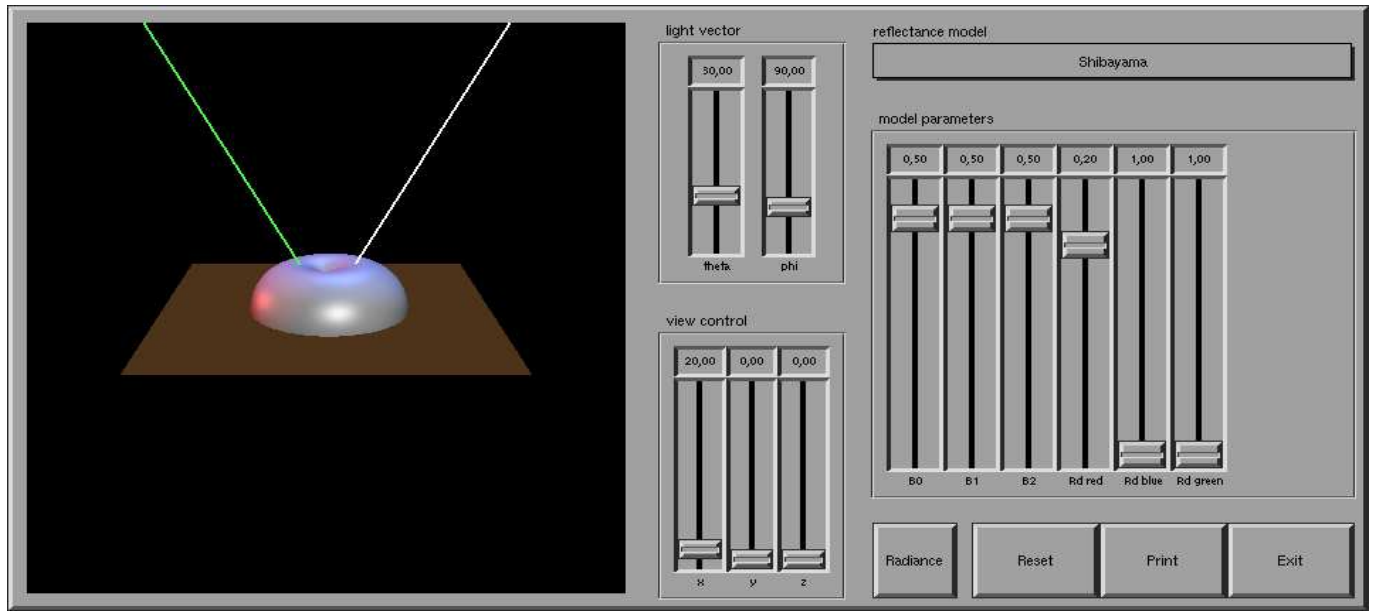 light vector
30,00 90,00
theta phi
view control
20,00 0,00 0,00
x y z
reflectance model
Shibayama
model parameters
0,50 0,50 0,50 0,20 1,00 1,00
B0 B1 B2 Rd red Rd blue Rd green
Radiance Reset Print Exit